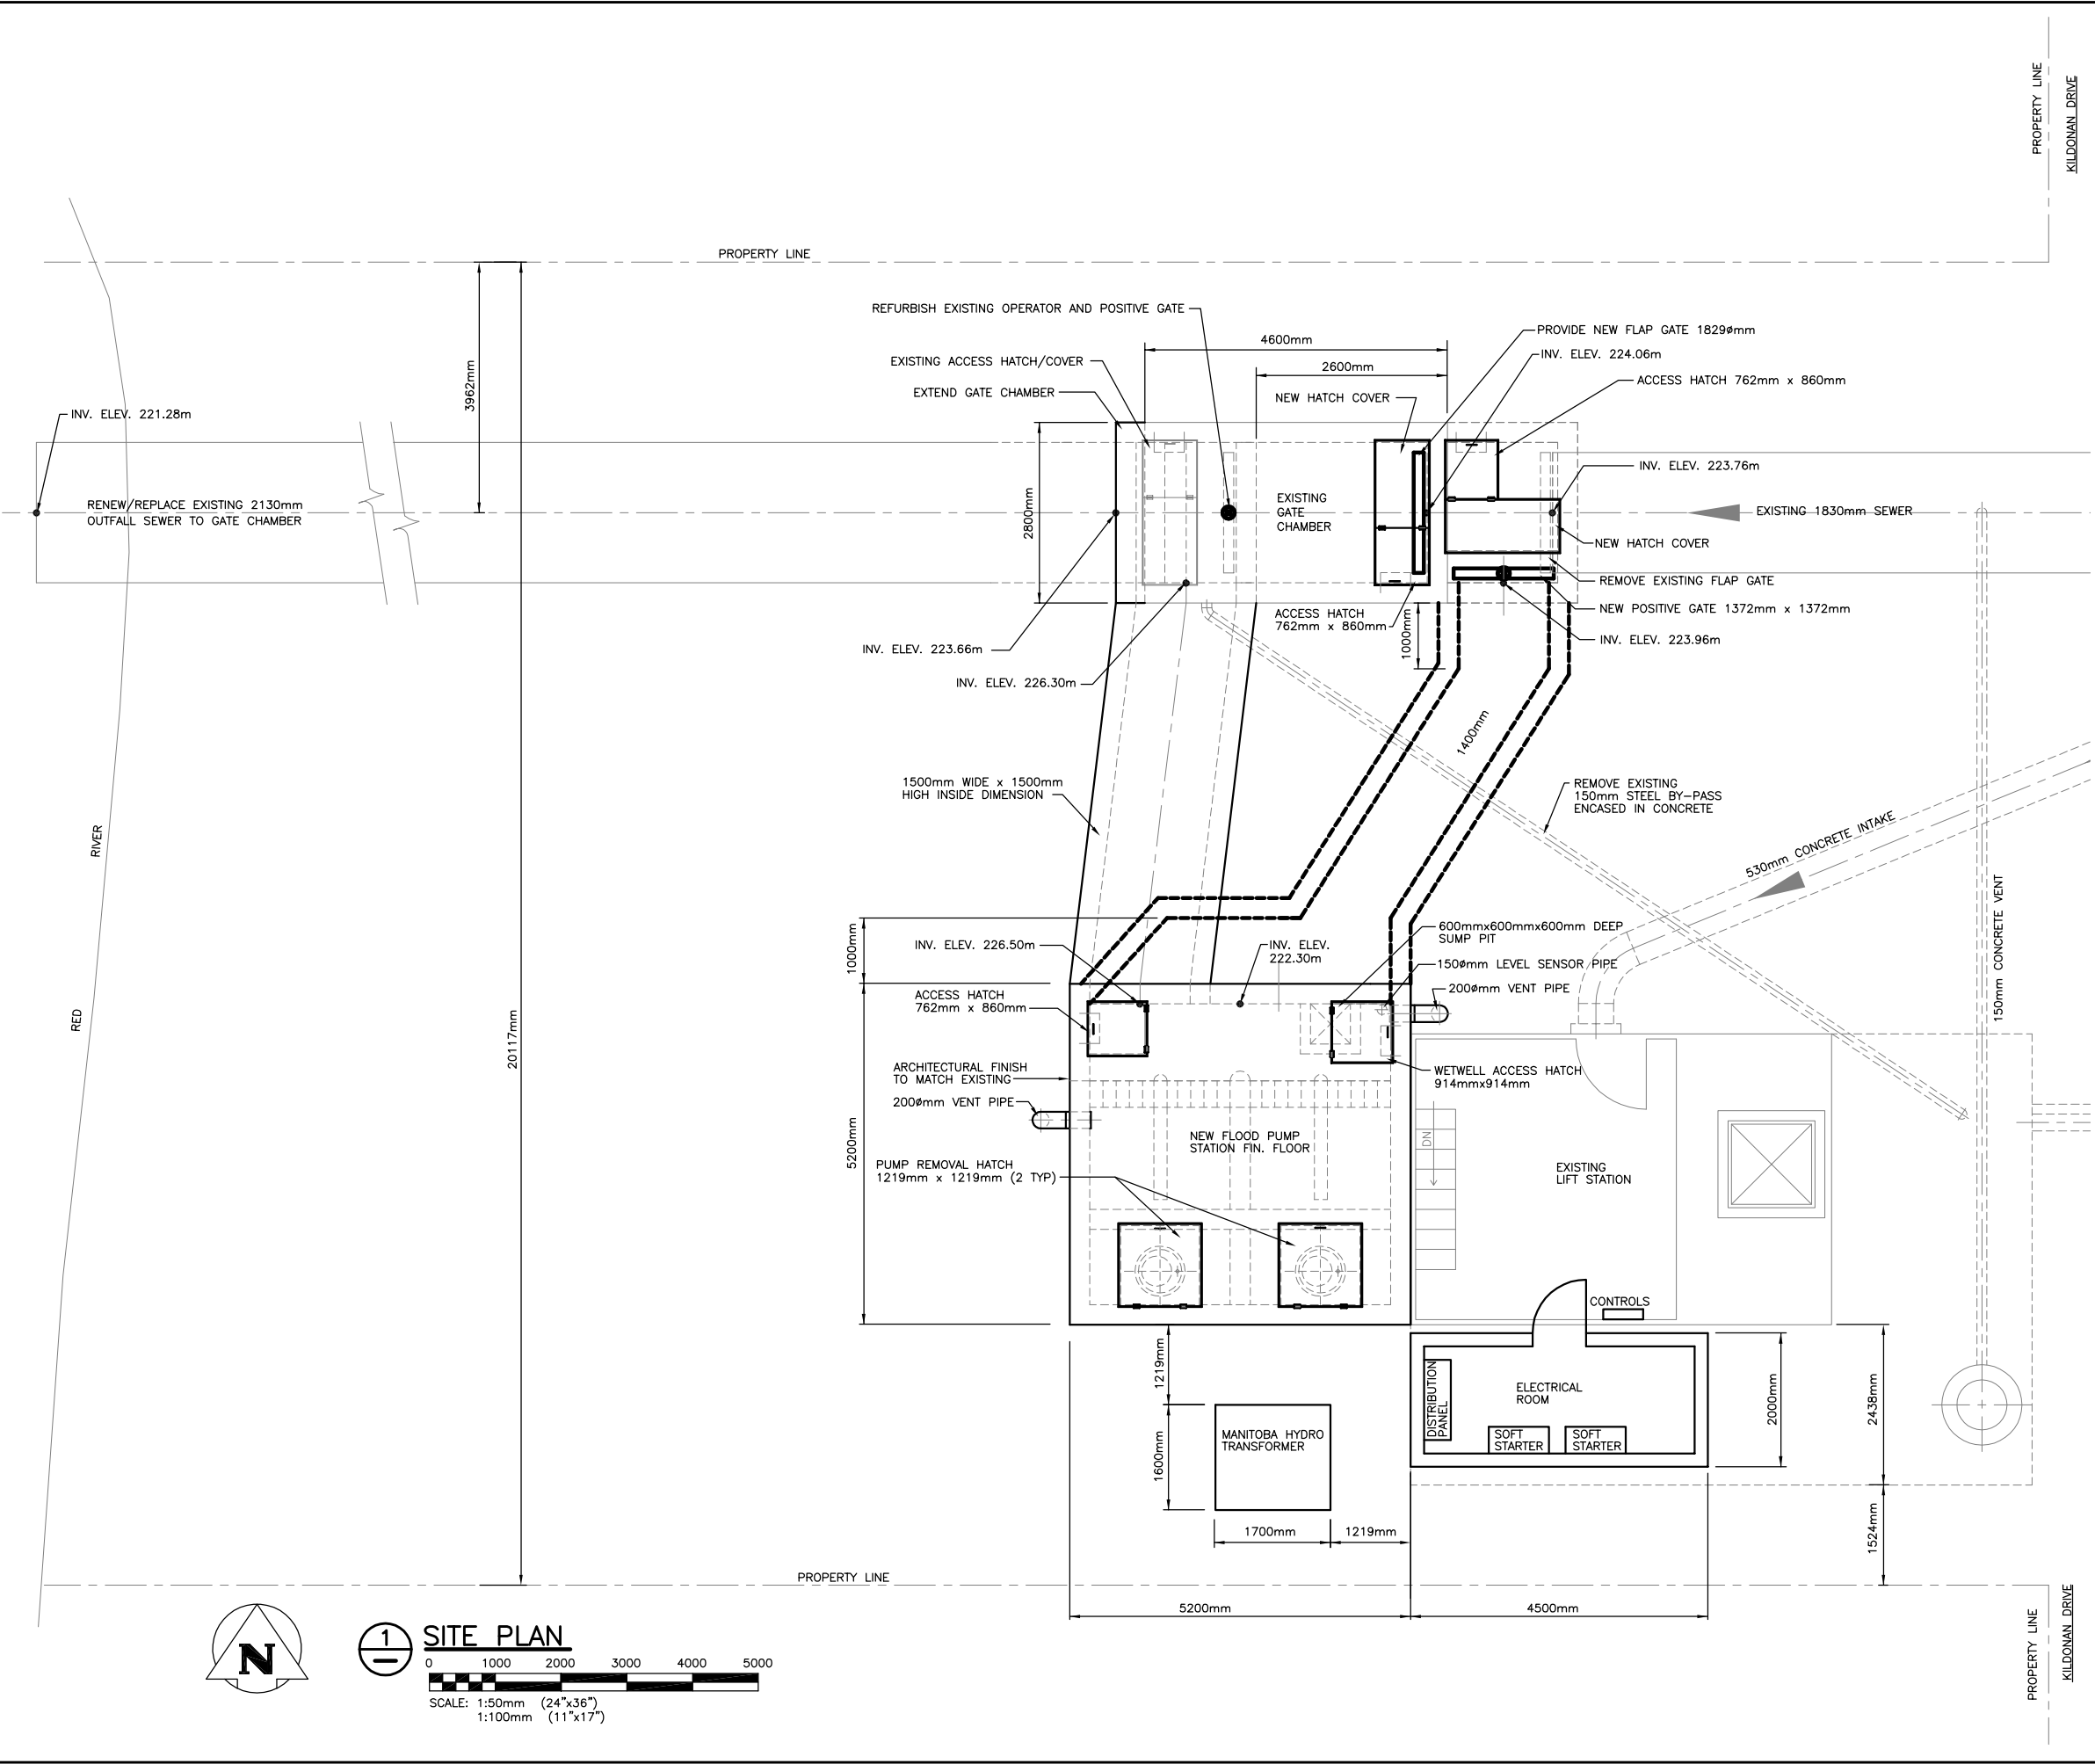 PROPERTY LINE
KILDONAN DRIVE
PROPERTY LINE
REFURBISH EXISTING OPERATOR AND POSITIVE GATE
4600mm
PROVIDE NEW FLAP GATE 1829ømm
EXISTING ACCESS HATCH/COVER
2600mm
INV. ELEV. 224.06m
3962mm
EXTEND GATE CHAMBER
NEW HATCH COVER
ACCESS HATCH 762mm x 860mm
INV. ELEV. 221.28m
INV. ELEV. 223.76m
RENEW/REPLACE EXISTING 2130mm
OUTFALL SEWER TO GATE CHAMBER
2800mm
EXISTING
GATE
CHAMBER
EXISTING 1830mm SEWER
NEW HATCH COVER
REMOVE EXISTING FLAP GATE
NEW POSITIVE GATE 1372mm x 1372mm
ACCESS HATCH
762mm x 860mm
1000mm
INV. ELEV. 223.96m
INV. ELEV. 223.66m
INV. ELEV. 226.30m
1400mm
1500mm WIDE x 1500mm
HIGH INSIDE DIMENSION
REMOVE EXISTING
150mm STEEL BY-PASS
ENCASED IN CONCRETE
530mm CONCRETE INTAKE
150mm CONCRETE VENT
RIVER
RED
20117mm
1000mm
INV. ELEV. 226.50m
INV. ELEV.
222.30m
600mmx600mmx600mm DEEP
SUMP PIT
150ømm LEVEL SENSOR PIPE
200ømm VENT PIPE
ACCESS HATCH
762mm x 860mm
ARCHITECTURAL FINISH
TO MATCH EXISTING
200ømm VENT PIPE
WETWELL ACCESS HATCH
914mmx914mm
5200mm
NEW FLOOD PUMP
STATION FIN. FLOOR
DN
PUMP REMOVAL HATCH
1219mm x 1219mm (2 TYP)
EXISTING
LIFT STATION
CONTROLS
1219mm
DISTRIBUTION
PANEL
ELECTRICAL
ROOM
2000mm
2438mm
MANITOBA HYDRO
TRANSFORMER
SOFT
STARTER
SOFT
STARTER
1600mm
1700mm
1219mm
1524mm
PROPERTY LINE
5200mm
4500mm
PROPERTY LINE
KILDONAN DRIVE
N
1
SITE PLAN
0 1000 2000 3000 4000 5000
SCALE: 1:50mm (24"x36")
1:100mm (11"x17")